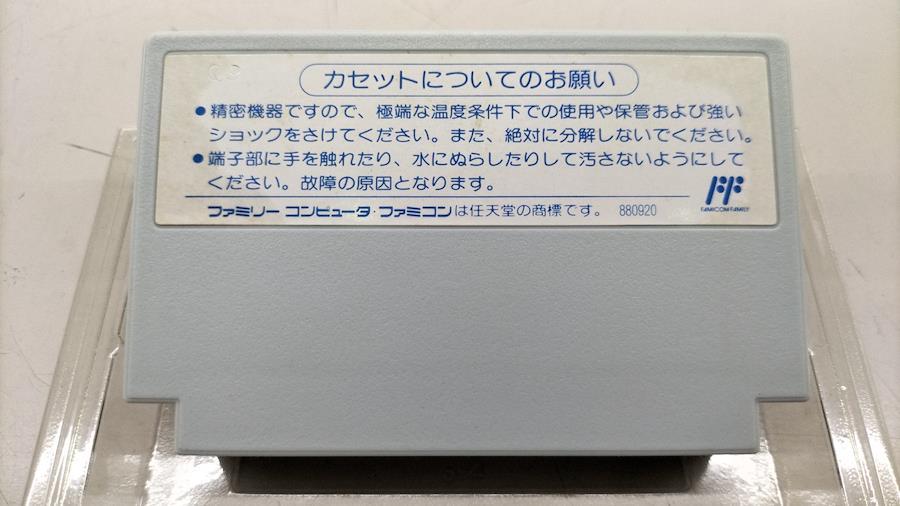 カセットについてのお願い
●精密機器ですので、極端な温度条件下での使用や保管および強い
ショックをさけてください。また、絶対に分解しないでください。
●端子部に手を触れたり、水にぬらしたりして汚さないようにして
ください。故障の原因となります。
FAMICOM FAMILY
ファミリー コンピュータ・ファミコンは任天堂の商標です。 880920